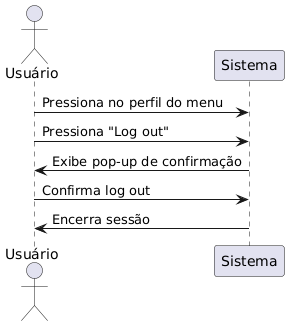 Usuário
Sistema
Pressiona no perfil do menu
Pressiona "Log out"
Exibe pop-up de confirmação
Confirma log out
Encerra sessão
Usuário
Sistema